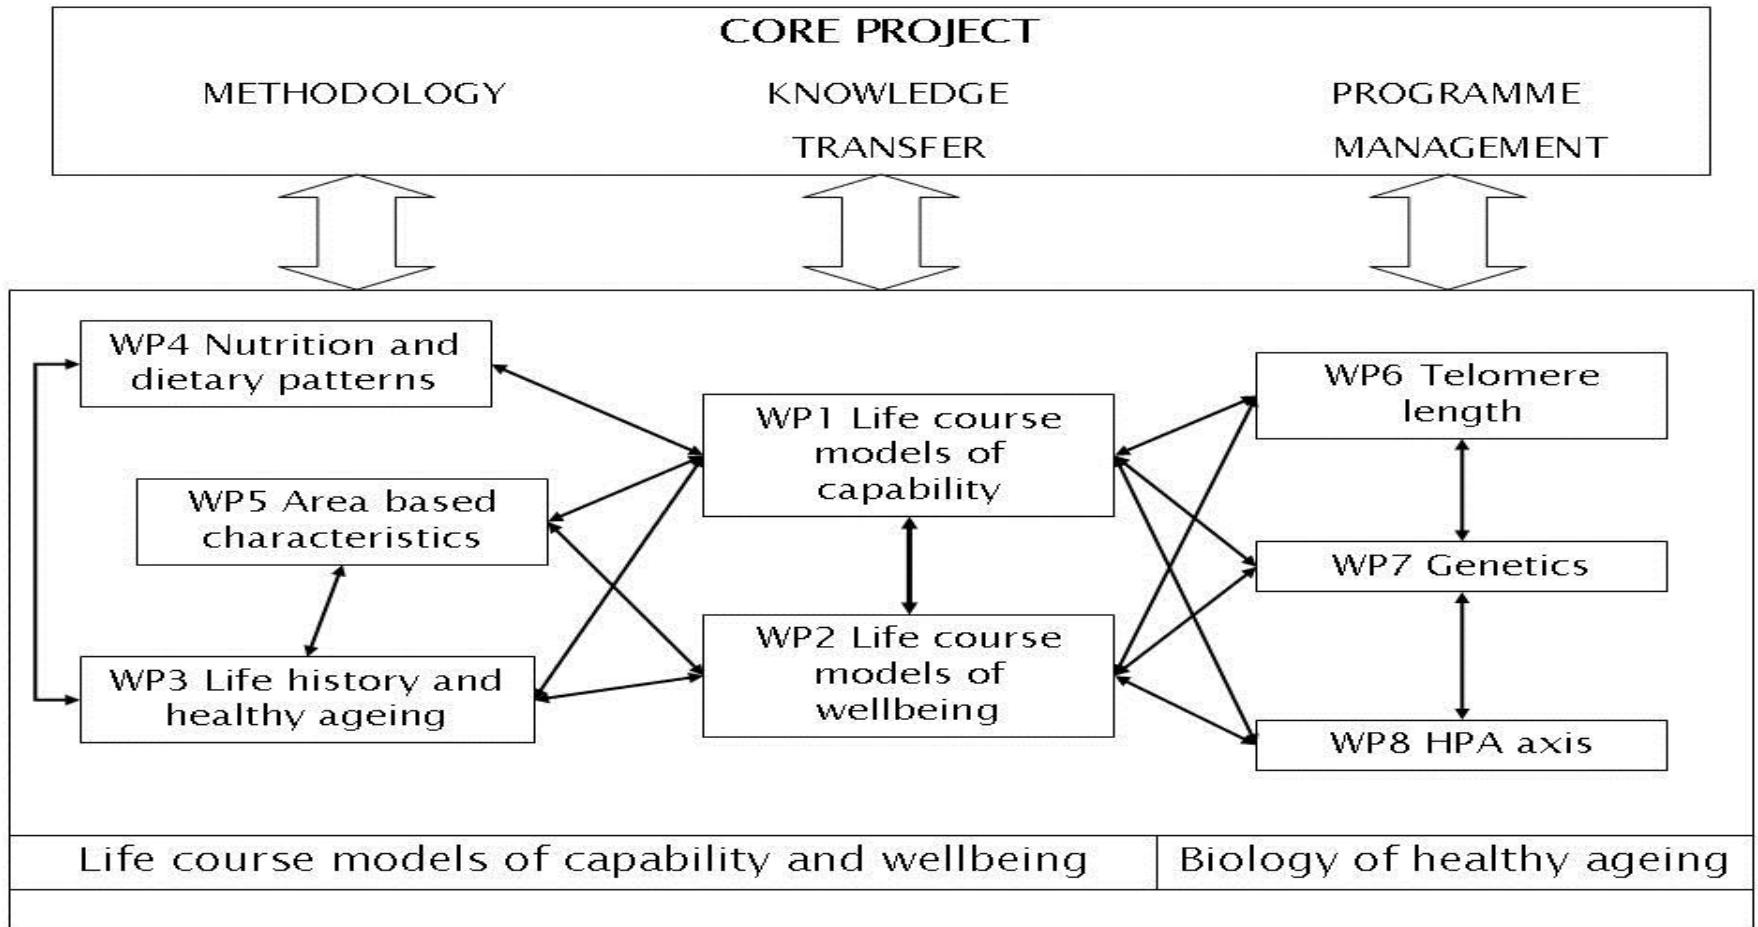 CORE PROJECT
METHODOLOGY
KNOWLEDGE
TRANSFER
PROGRAMME
MANAGEMENT
WP4 Nutrition and
dietary patterns
WP5 Area based
characteristics
WP3 Life history and
healthy ageing
WP1 Life course
models of
capability
WP2 Life course
models of
wellbeing
WP6 Telomere
length
WP7 Genetics
WP8 HPA axis
Life course models of capability and wellbeing
Biology of healthy ageing